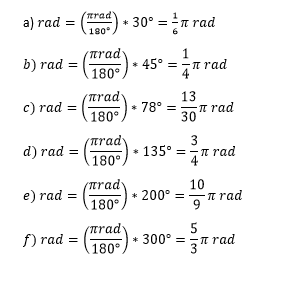 a) rad = (πrad/180°) * 30° = 1/6 π rad
b) rad = (πrad/180°) * 45° = 1/4 π rad
c) rad = (πrad/180°) * 78° = 13/30 π rad
d) rad = (πrad/180°) * 135° = 3/4 π rad
e) rad = (πrad/180°) * 200° = 10/9 π rad
f) rad = (πrad/180°) * 300° = 5/3 π rad